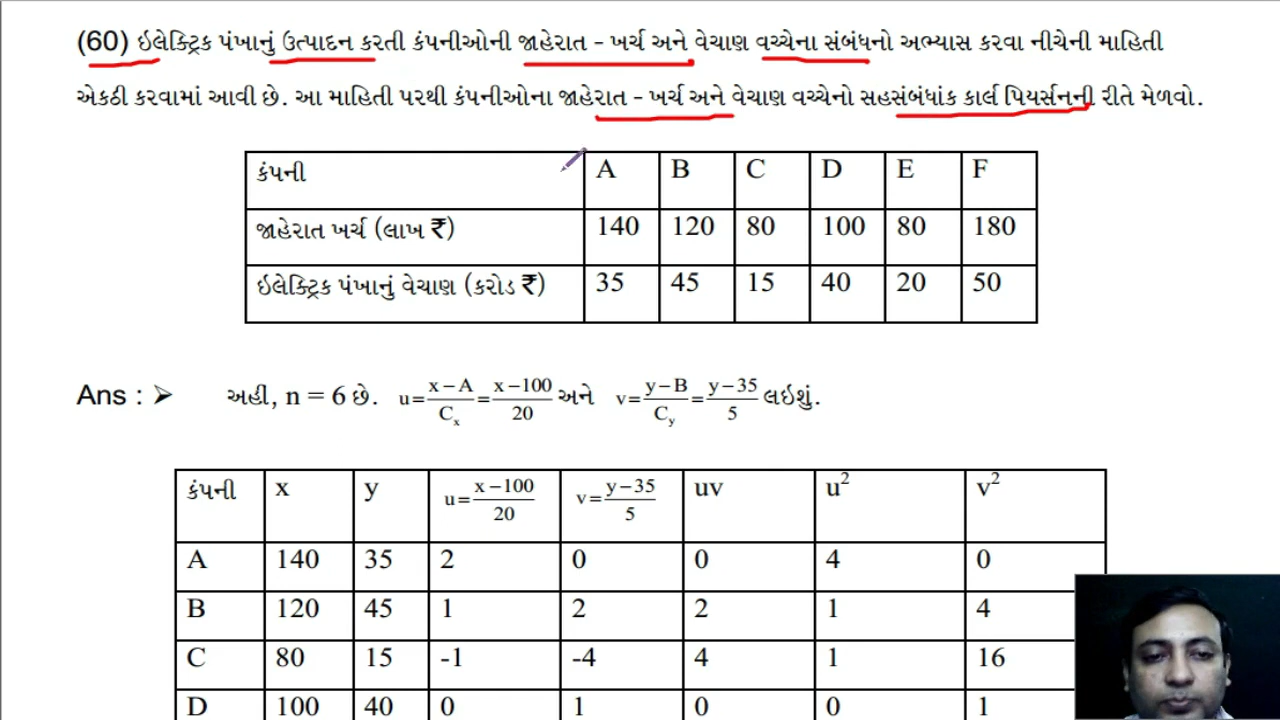 (60) ઇલેક્ટ્રિક પંખાનું ઉત્પાદન કરતી કંપનીઓની જાહેરાત – ખર્ચ અને વેચાણ વચ્ચેના સંબંધનો અભ્યાસ કરવા નીચેની માહિતી
એકઠી કરવામાં આવી છે. આ માહિતી પરથી કંપનીઓના જાહેરાત – ખર્ચ અને વેચાણ વચ્ચેનો સહસંબંધાંક કાર્લ પિયર્સનની રીતે મેળવો.
કંપની A B C D E F
જાહેરાત ખર્ચ (લાખ ₹) 140 120 80 100 80 180
ઇલેક્ટ્રિક પંખાનું વેચાણ (કરોડ ₹) 35 45 15 40 20 50
Ans : ➢ અહી, n = 6 છે. u = (x – A)/Cₓ = (x – 100)/20 અને v = (y – B)/Cᵧ = (y – 35)/5 લઇશું.
કંપની x y u = (x – 100)/20 v = (y – 35)/5 uv u² v²
A 140 35 2 0 0 4 0
B 120 45 1 2 2 1 4
C 80 15 -1 -4 4 1 16
D 100 40 0 1 0 0 1